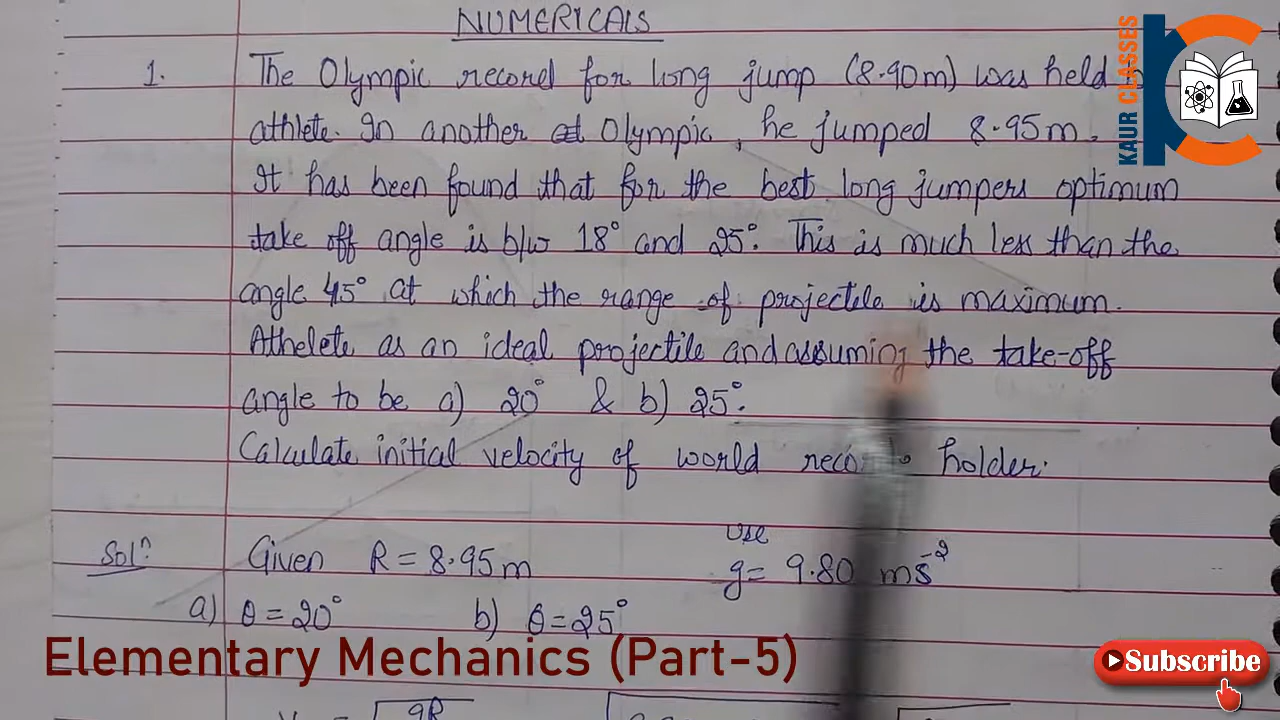 NUMERICALS
1. The Olympic record for long jump (8.90m) was held
athlete. In another Olympic, he jumped 8.95m.
It has been found that for the best long jumpers optimum
take off angle is b/w 18° and 25°. This is much less than the
angle 45° at which the range of projectile is maximum.
Athelete as an ideal projectile and assuming the take-off
angle to be a) 20° & b) 25°.
Calculate initial velocity of world holder.
Soln? Given R = 8.95m Use
g = 9.80 ms-2
a) θ = 20° b) θ = 25°
Elementary Mechanics (Part-5)
gR
KAUR CLASSES
Subscribe